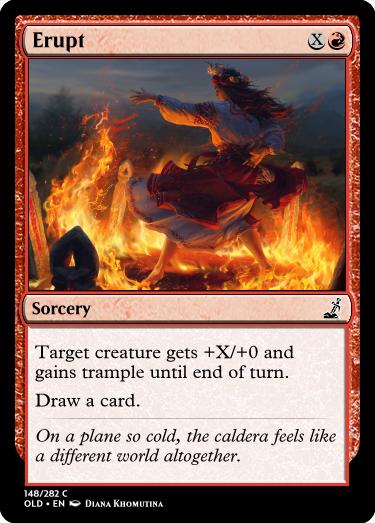 Erupt X
Sorcery
Target creature gets +X/+0 and
gains trample until end of turn.
Draw a card.
On a plane so cold, the caldera feels like
a different world altogether.
148/282 C
OLD • EN Diana Khomutina